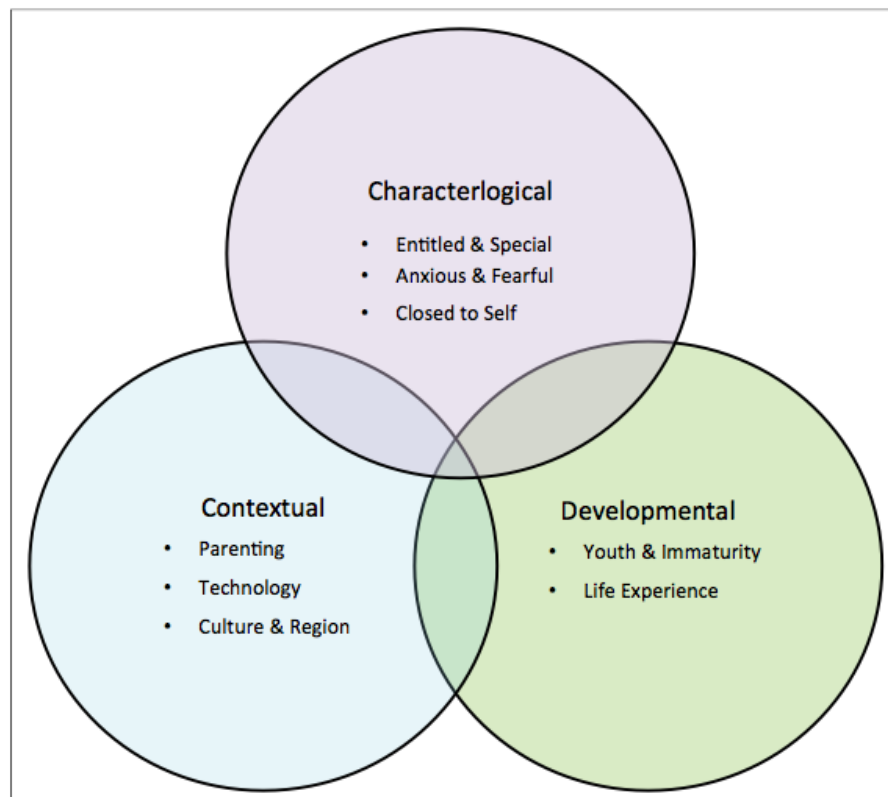 Characterlogical
• Entitled & Special
• Anxious & Fearful
• Closed to Self
Contextual
• Parenting
• Technology
• Culture & Region
Developmental
• Youth & Immaturity
• Life Experience